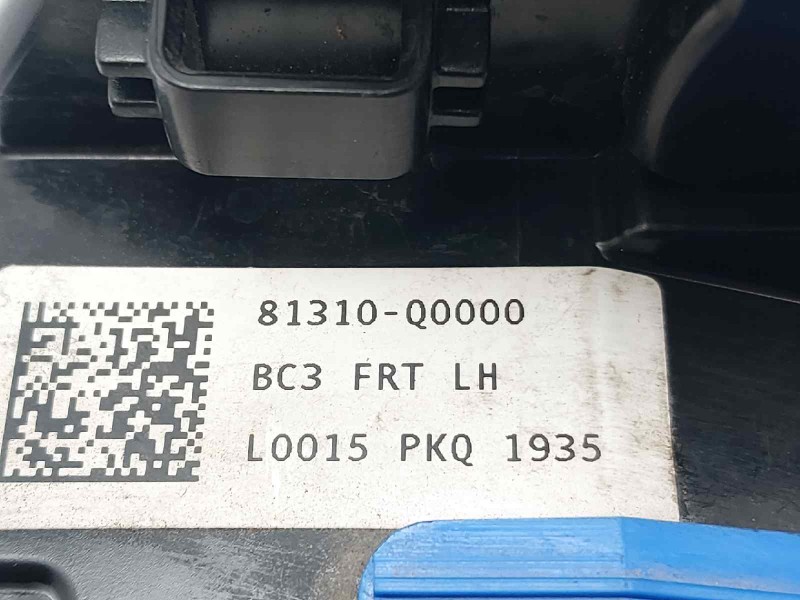 81310-Q0000
BC3 FRT LH
L0015 PKQ 1935